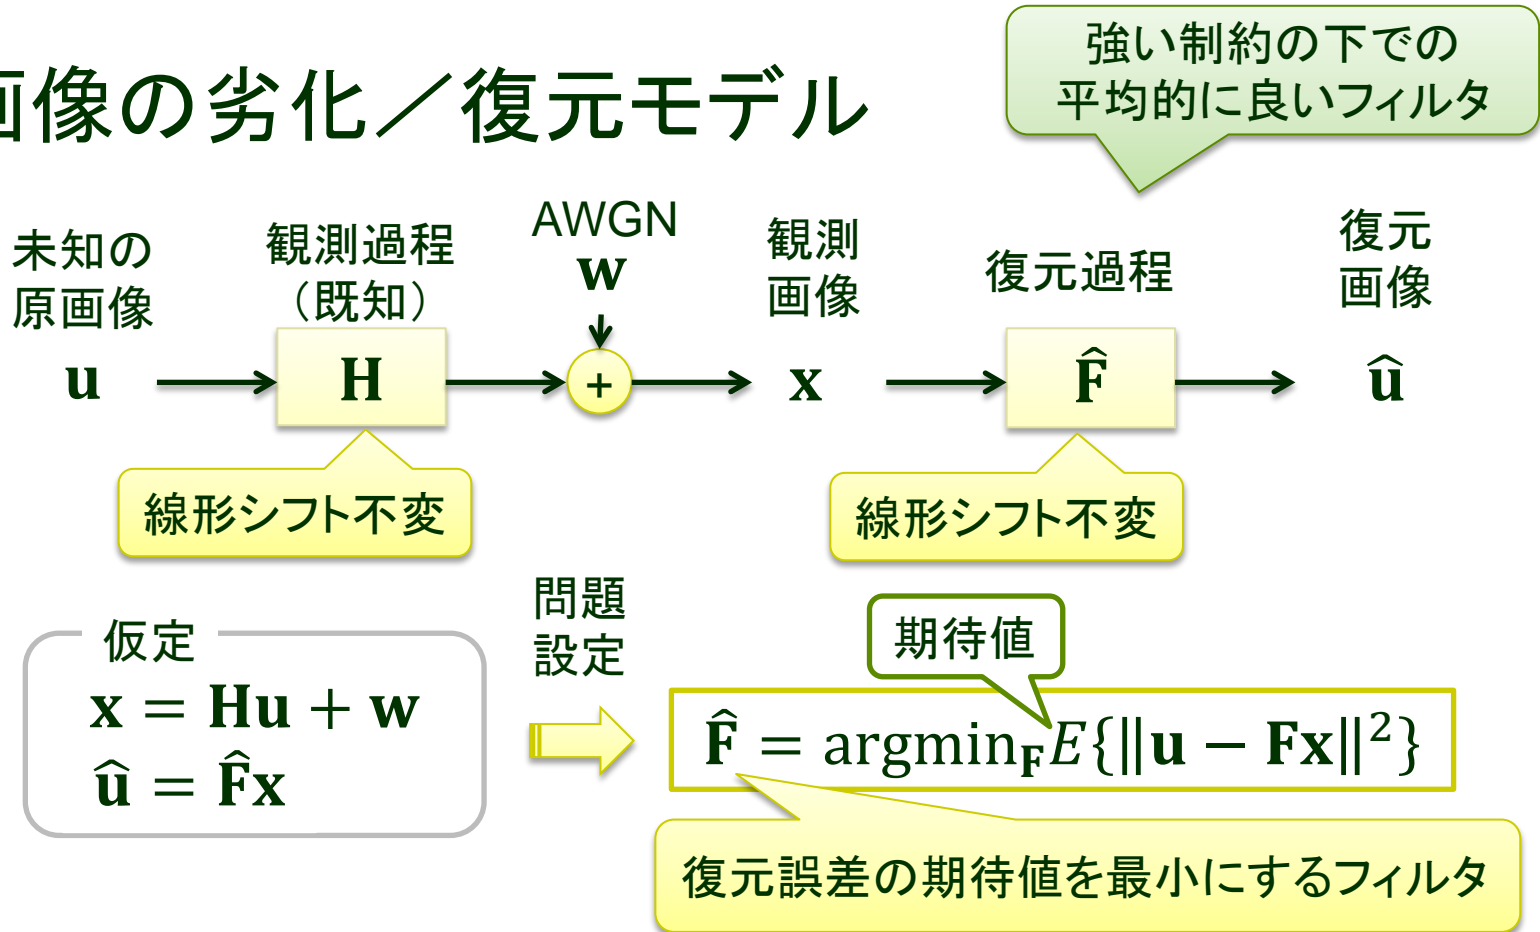 画像の劣化／復元モデル
強い制約の下での
平均的に良いフィルタ
未知の
原画像
観測過程
（既知）
AWGN
w
観測
画像
復元過程
復元
画像
u
H
+
x
F̂
û
線形シフト不変
線形シフト不変
仮定
x = Hu + w
û = F̂x
問題
設定
期待値
F̂ = argmin_F E{‖u − Fx‖²}
復元誤差の期待値を最小にするフィルタ